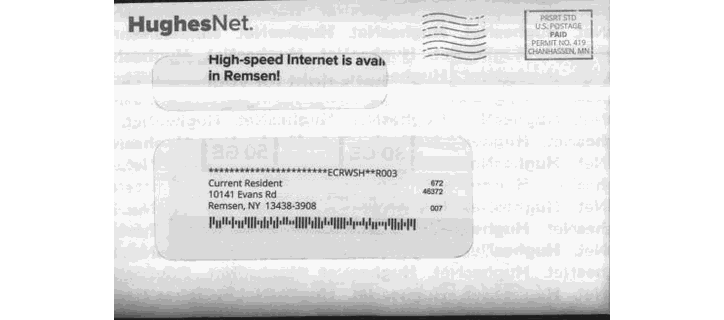 HughesNet.
PRSRT STD
U.S. POSTAGE
PAID
PERMIT NO. 419
CHANHASSEN, MN
High-speed Internet is
in Remsen!
***********************ECRWSH**R003
Current Resident
672
10141 Evans Rd
46372
Remsen, NY 13438-3908
007